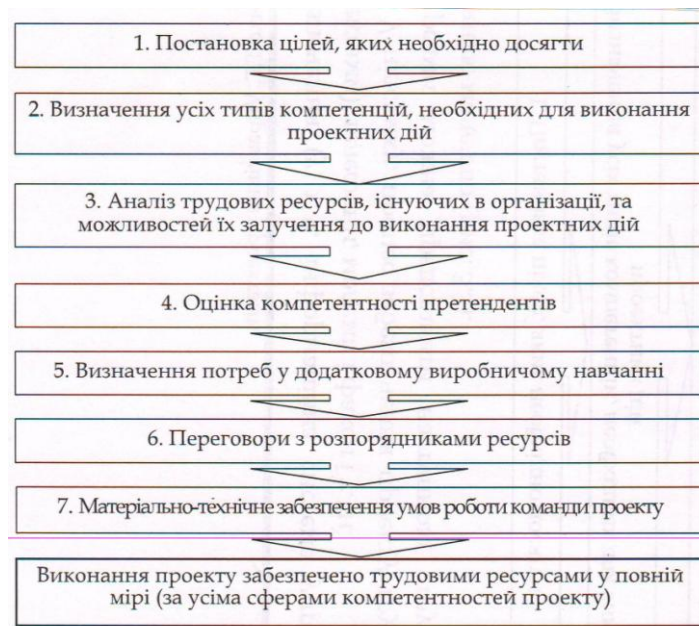 1. Постановка цілей, яких необхідно досягти
2. Визначення усіх типів компетенцій, необхідних для виконання
проектних дій
3. Аналіз трудових ресурсів, існуючих в організації, та
можливостей їх залучення до виконання проектних дій
4. Оцінка компетентності претендентів
5. Визначення потреб у додатковому виробничому навчанні
6. Переговори з розпорядниками ресурсів
7. Матеріально-технічне забезпечення умов роботи команди проекту
Виконання проекту забезпечено трудовими ресурсами у повній
мірі (за усіма сферами компетентностей проекту)